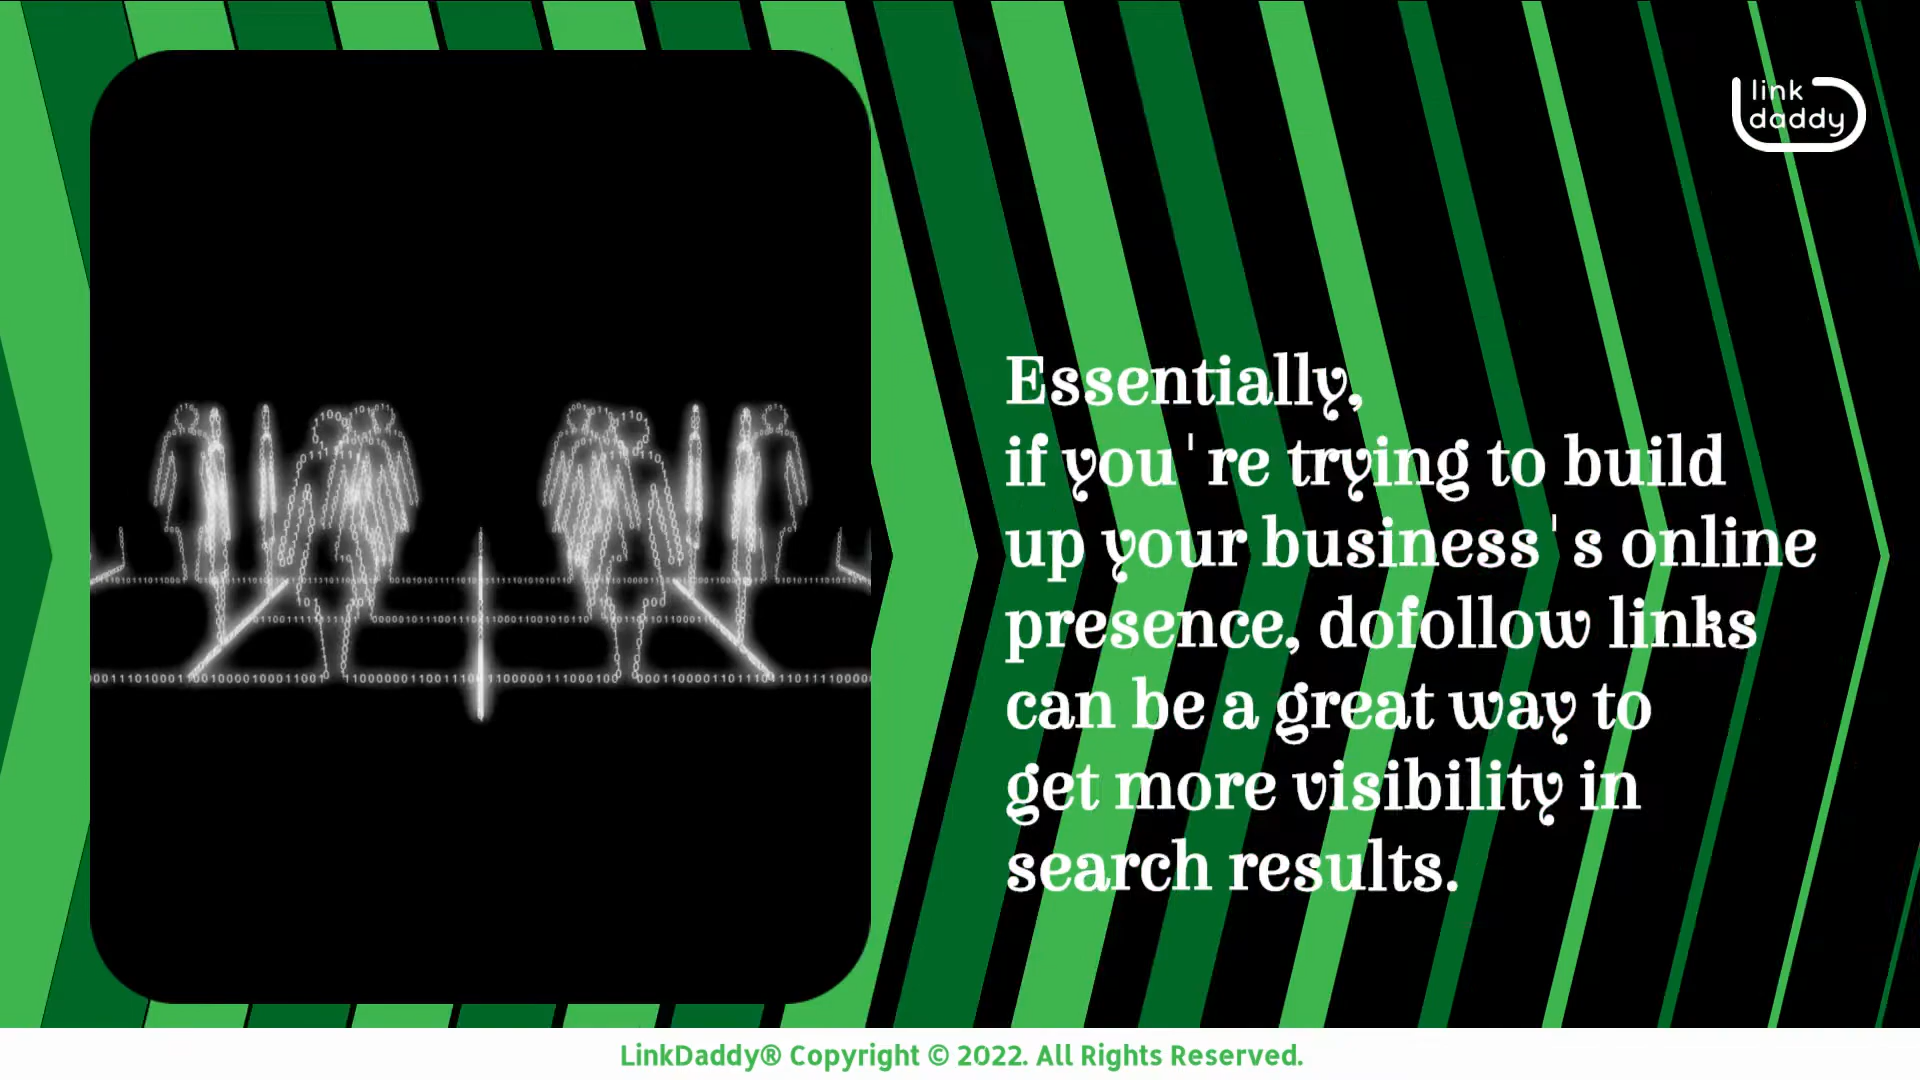 link
daddy
Essentially,
if you're trying to build
up your business's online
presence, dofollow links
can be a great way to
get more visibility in
search results.
LinkDaddy® Copyright © 2022. All Rights Reserved.